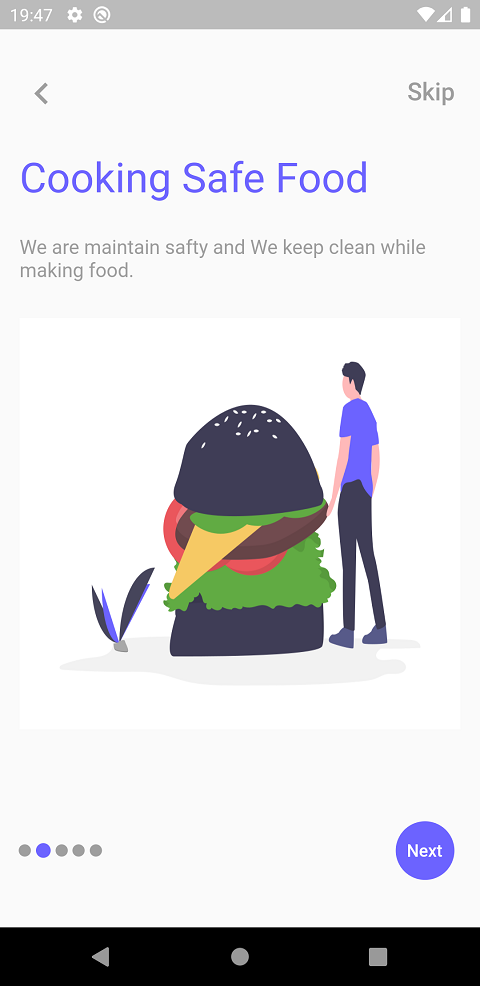 19:47
Skip
Cooking Safe Food
We are maintain safty and We keep clean while
making food.
Next